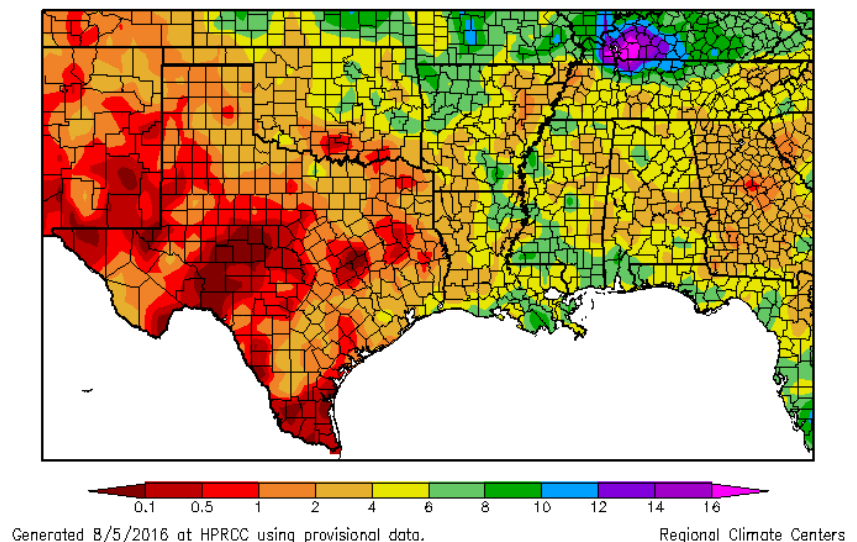 0.1 0.5 1 2 4 6 8 10 12 14 16
Generated 8/5/2016 at HPRCC using provisional data. Regional Climate Centers